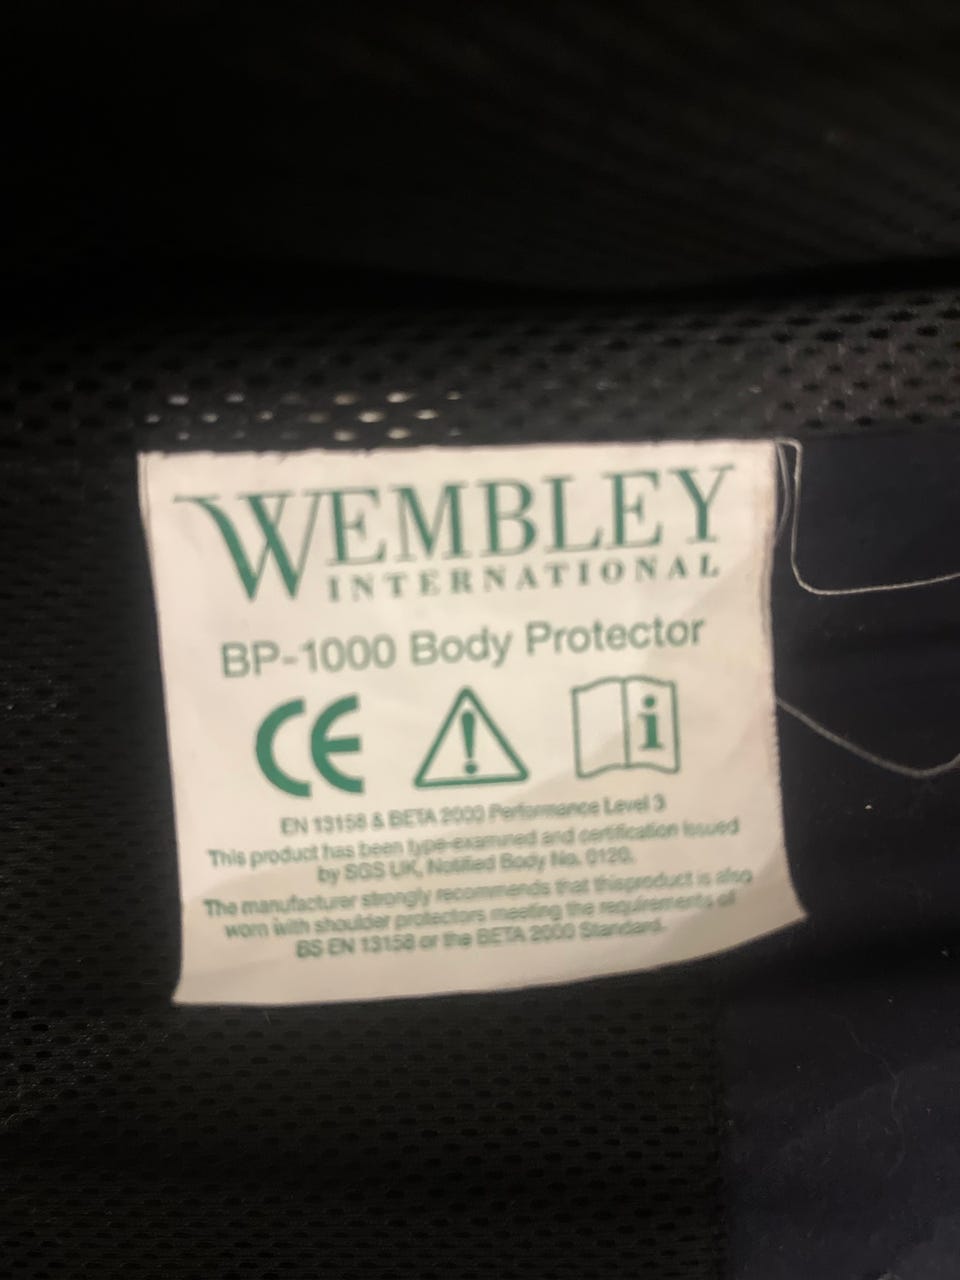 WEMBLEY
INTERNATIONAL
BP-1000 Body Protector
CE
EN 13158 & BETA 2000 Performance Level 3
This product has been type-examined and certification issued
by SGS UK, Notified Body No. 0120.
The manufacturer strongly recommends that thisproduct is also
worn with shoulder protectors meeting the requirements of
BS EN 13158 or the BETA 2000 Standard.